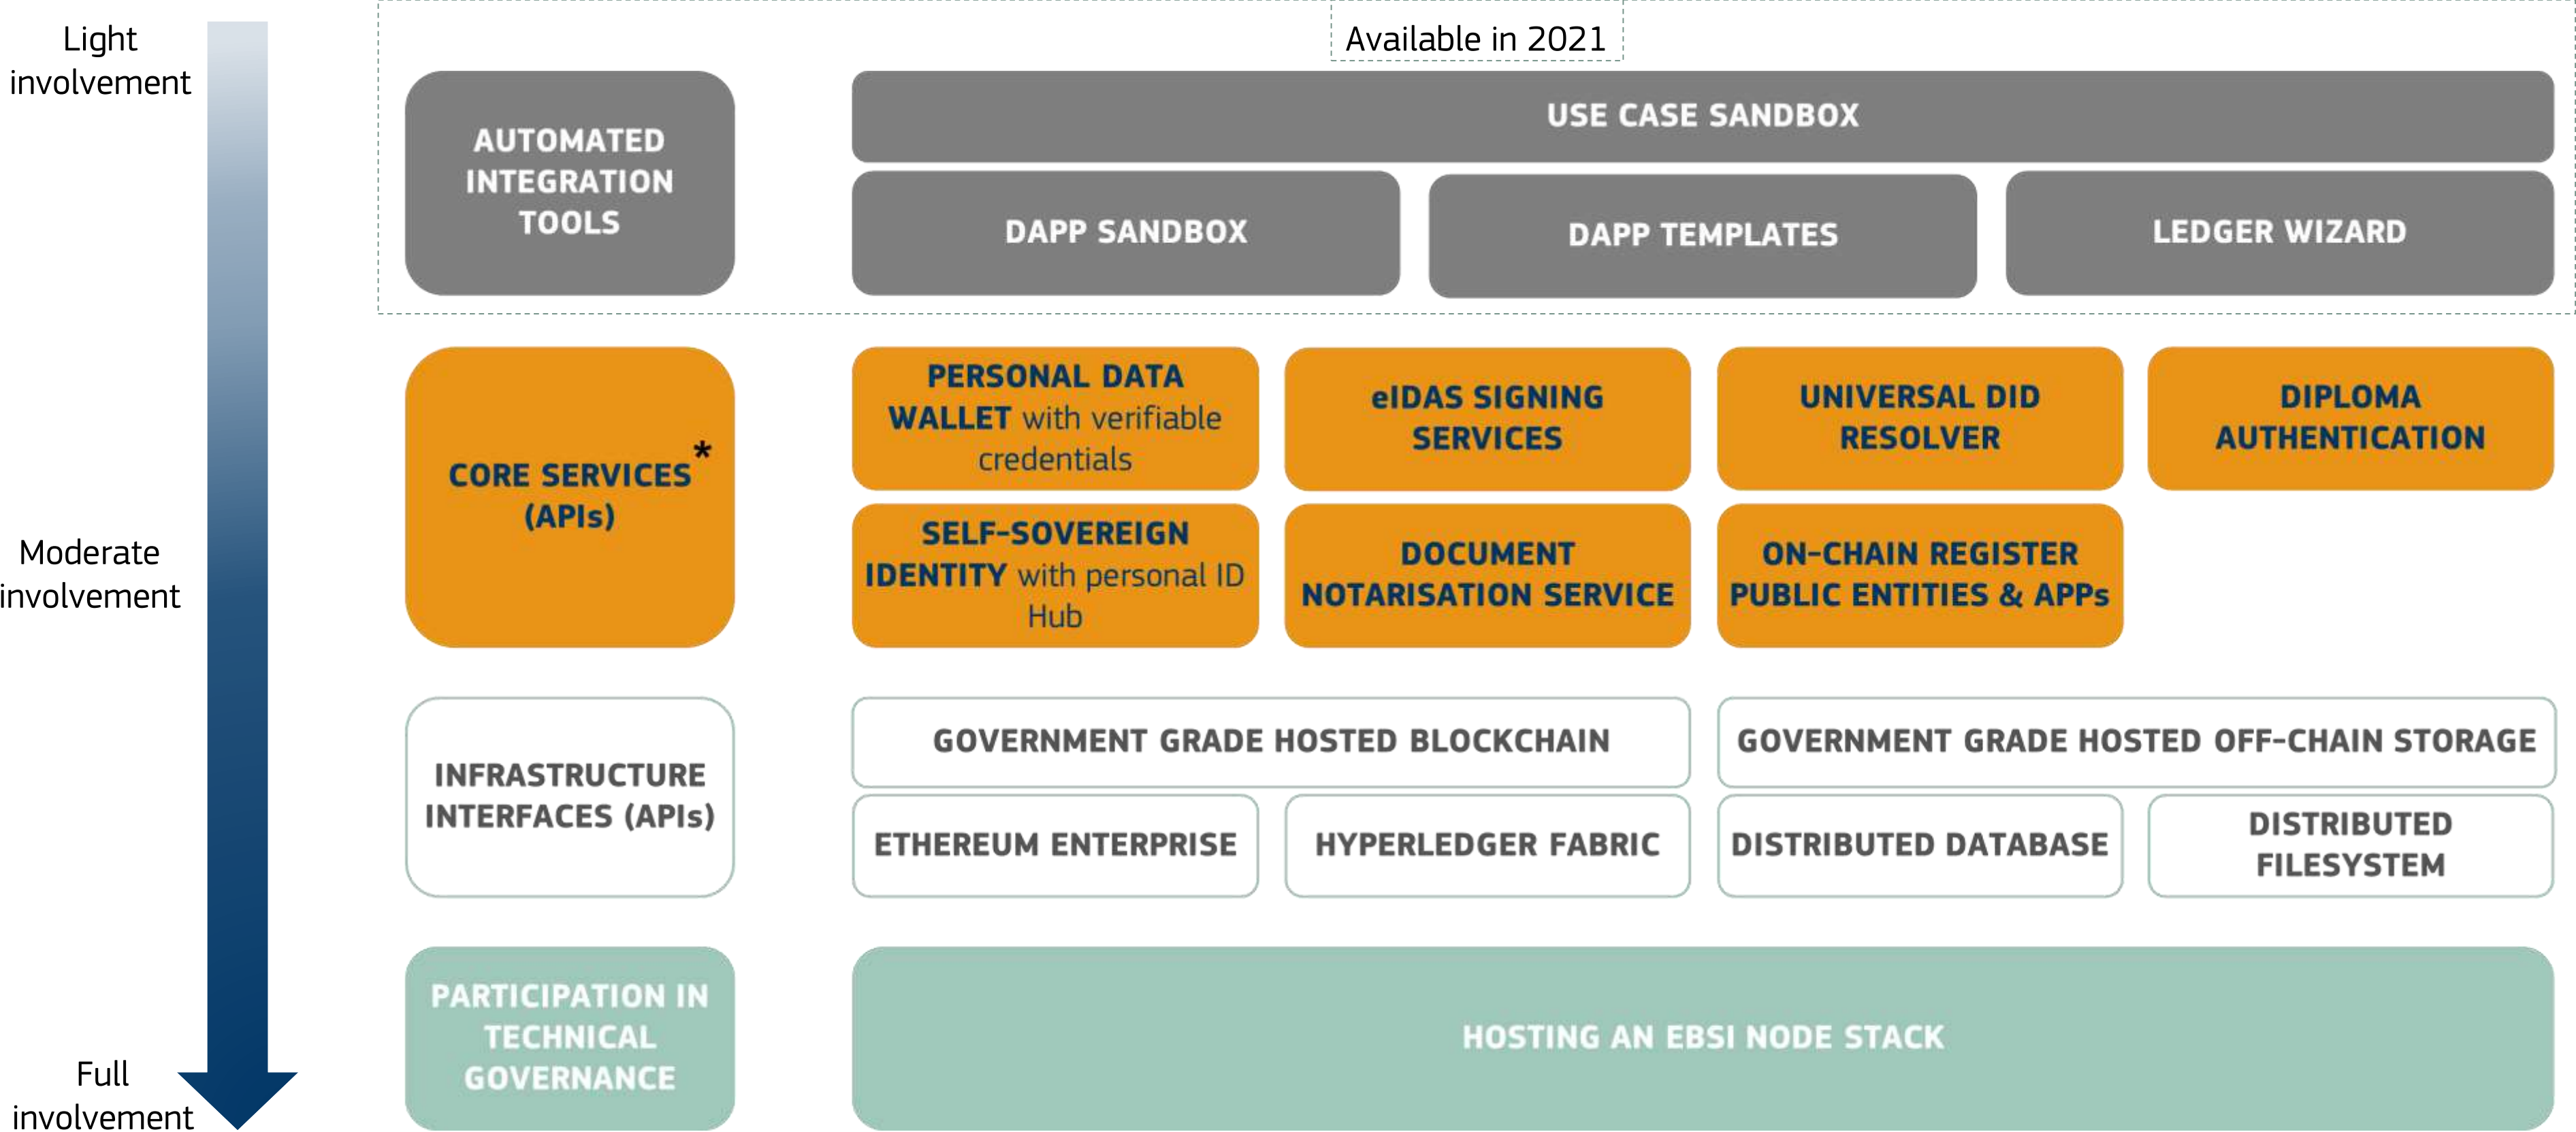 Light
involvement
Available in 2021
AUTOMATED
INTEGRATION
TOOLS
USE CASE SANDBOX
DAPP SANDBOX
DAPP TEMPLATES
LEDGER WIZARD
Moderate
involvement
CORE SERVICES*
(APIs)
PERSONAL DATA
WALLET with verifiable
credentials
eIDAS SIGNING
SERVICES
UNIVERSAL DID
RESOLVER
DIPLOMA
AUTHENTICATION
SELF-SOVEREIGN
IDENTITY with personal ID
Hub
DOCUMENT
NOTARISATION SERVICE
ON-CHAIN REGISTER
PUBLIC ENTITIES & APPs
INFRASTRUCTURE
INTERFACES (APIs)
GOVERNMENT GRADE HOSTED BLOCKCHAIN
GOVERNMENT GRADE HOSTED OFF-CHAIN STORAGE
ETHEREUM ENTERPRISE
HYPERLEDGER FABRIC
DISTRIBUTED DATABASE
DISTRIBUTED
FILESYSTEM
Full
involvement
PARTICIPATION IN
TECHNICAL
GOVERNANCE
HOSTING AN EBSI NODE STACK